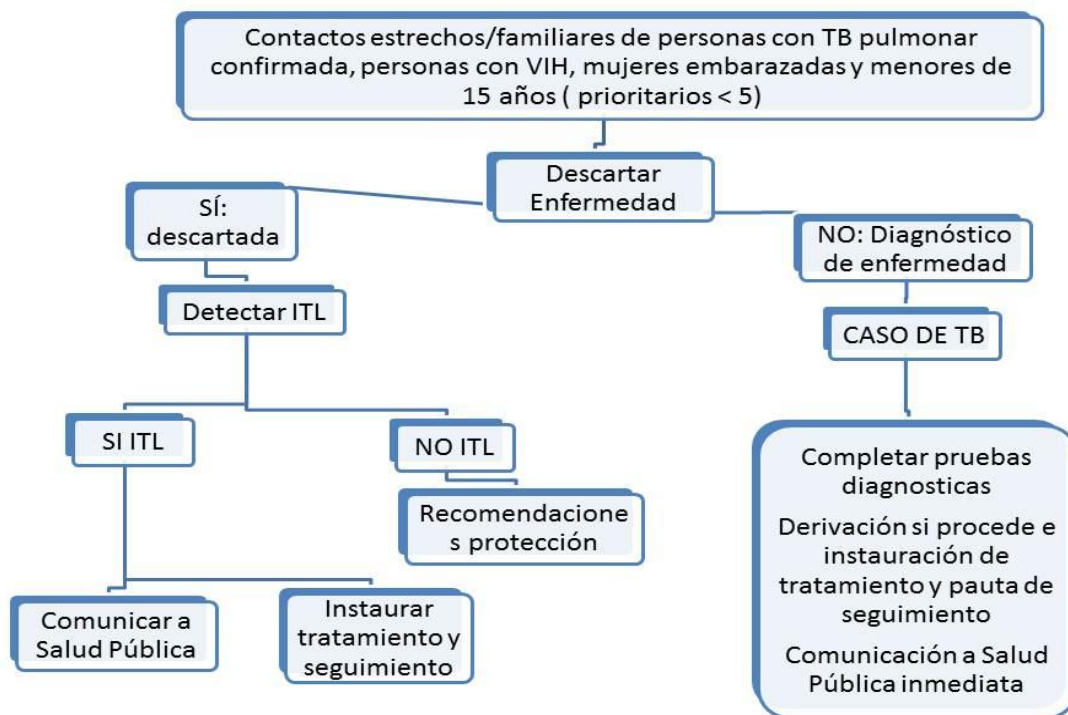 Contactos estrechos/familiares de personas con TB pulmonar
confirmada, personas con VIH, mujeres embarazadas y menores de
15 años ( prioritarios < 5)
Descartar
Enfermedad
SÍ:
descartada
NO: Diagnóstico
de enfermedad
Detectar ITL
CASO DE TB
SI ITL
NO ITL
Recomendacione
s protección
Comunicar a
Salud Pública
Instaurar
tratamiento y
seguimiento
Completar pruebas
diagnosticas
Derivación si procede e
instauración de
tratamiento y pauta de
seguimiento
Comunicación a Salud
Pública inmediata